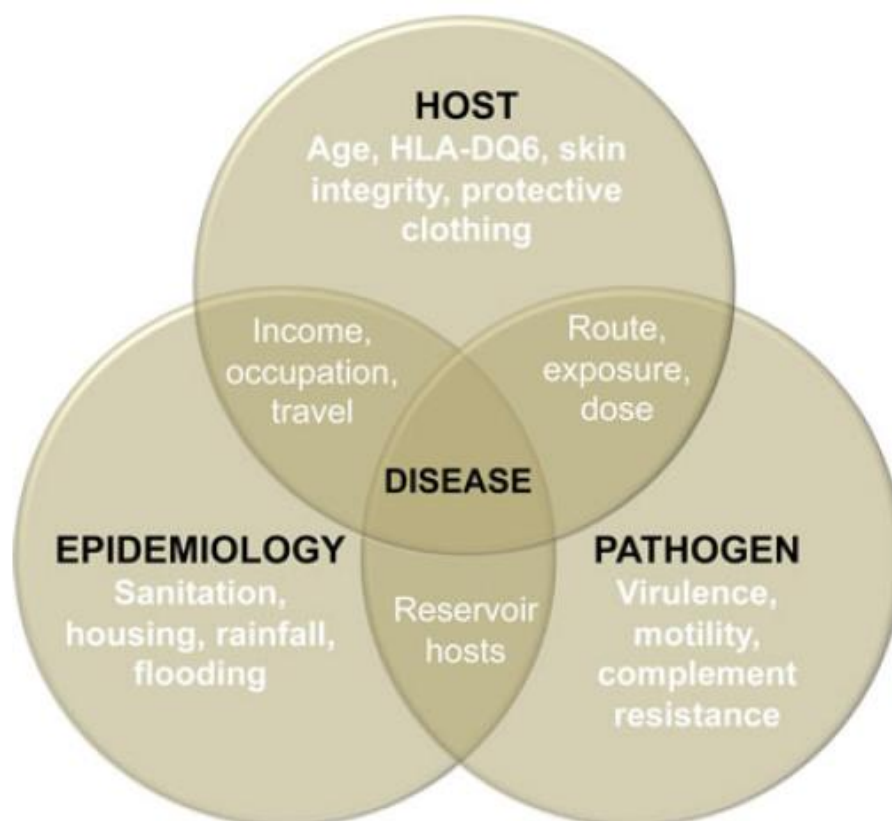 HOST
Age, HLA-DQ6, skin
integrity, protective
clothing
Income,
occupation,
travel
Route,
exposure,
dose
DISEASE
EPIDEMIOLOGY
Sanitation,
housing, rainfall,
flooding
Reservoir
hosts
PATHOGEN
Virulence,
motility,
complement
resistance